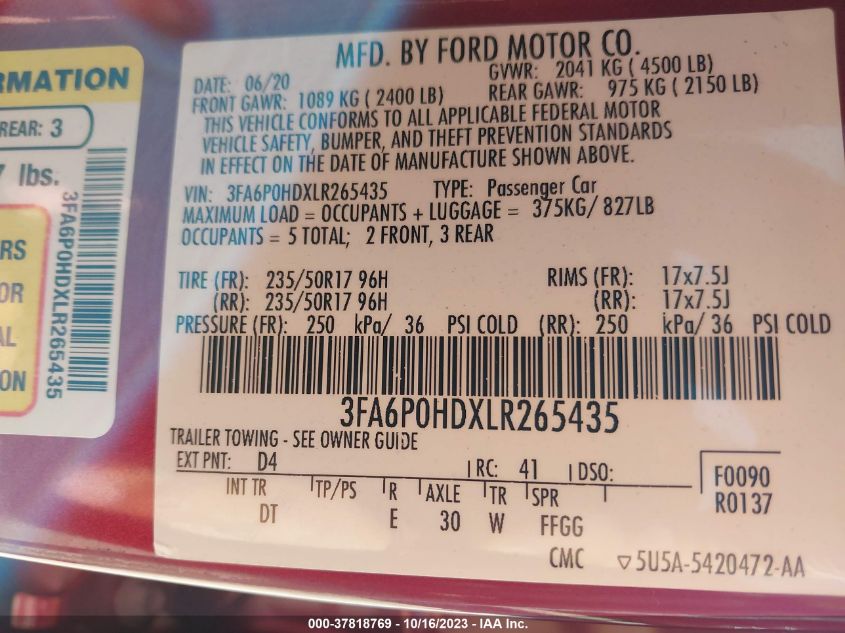 RMATION
REAR: 3
7 lbs.
3FA6P0HDXLR265435
RS
OR
AL
ON
MFD. BY FORD MOTOR CO.
DATE: 06/20 GVWR: 2041 KG ( 4500 LB)
FRONT GAWR: 1089 KG ( 2400 LB) REAR GAWR: 975 KG ( 2150 LB)
THIS VEHICLE CONFORMS TO ALL APPLICABLE FEDERAL MOTOR
VEHICLE SAFETY, BUMPER, AND THEFT PREVENTION STANDARDS
IN EFFECT ON THE DATE OF MANUFACTURE SHOWN ABOVE.
VIN: 3FA6P0HDXLR265435 TYPE: Passenger Car
MAXIMUM LOAD = OCCUPANTS + LUGGAGE = 375KG/ 827LB
OCCUPANTS = 5 TOTAL; 2 FRONT, 3 REAR
TIRE (FR): 235/50R17 96H RIMS (FR): 17x7.5J
(RR): 235/50R17 96H (RR): 17x7.5J
PRESSURE (FR): 250 kPa/ 36 PSI COLD (RR): 250 kPa/ 36 PSI COLD
3FA6P0HDXLR265435
TRAILER TOWING - SEE OWNER GUIDE
EXT PNT: D4 RC: 41 DSO: F0090
INT TR TP/PS R AXLE TR SPR R0137
DT E 30 W FFGG
CMC ▽5U5A-5420472-AA
000-37818769 - 10/16/2023 - IAA Inc.